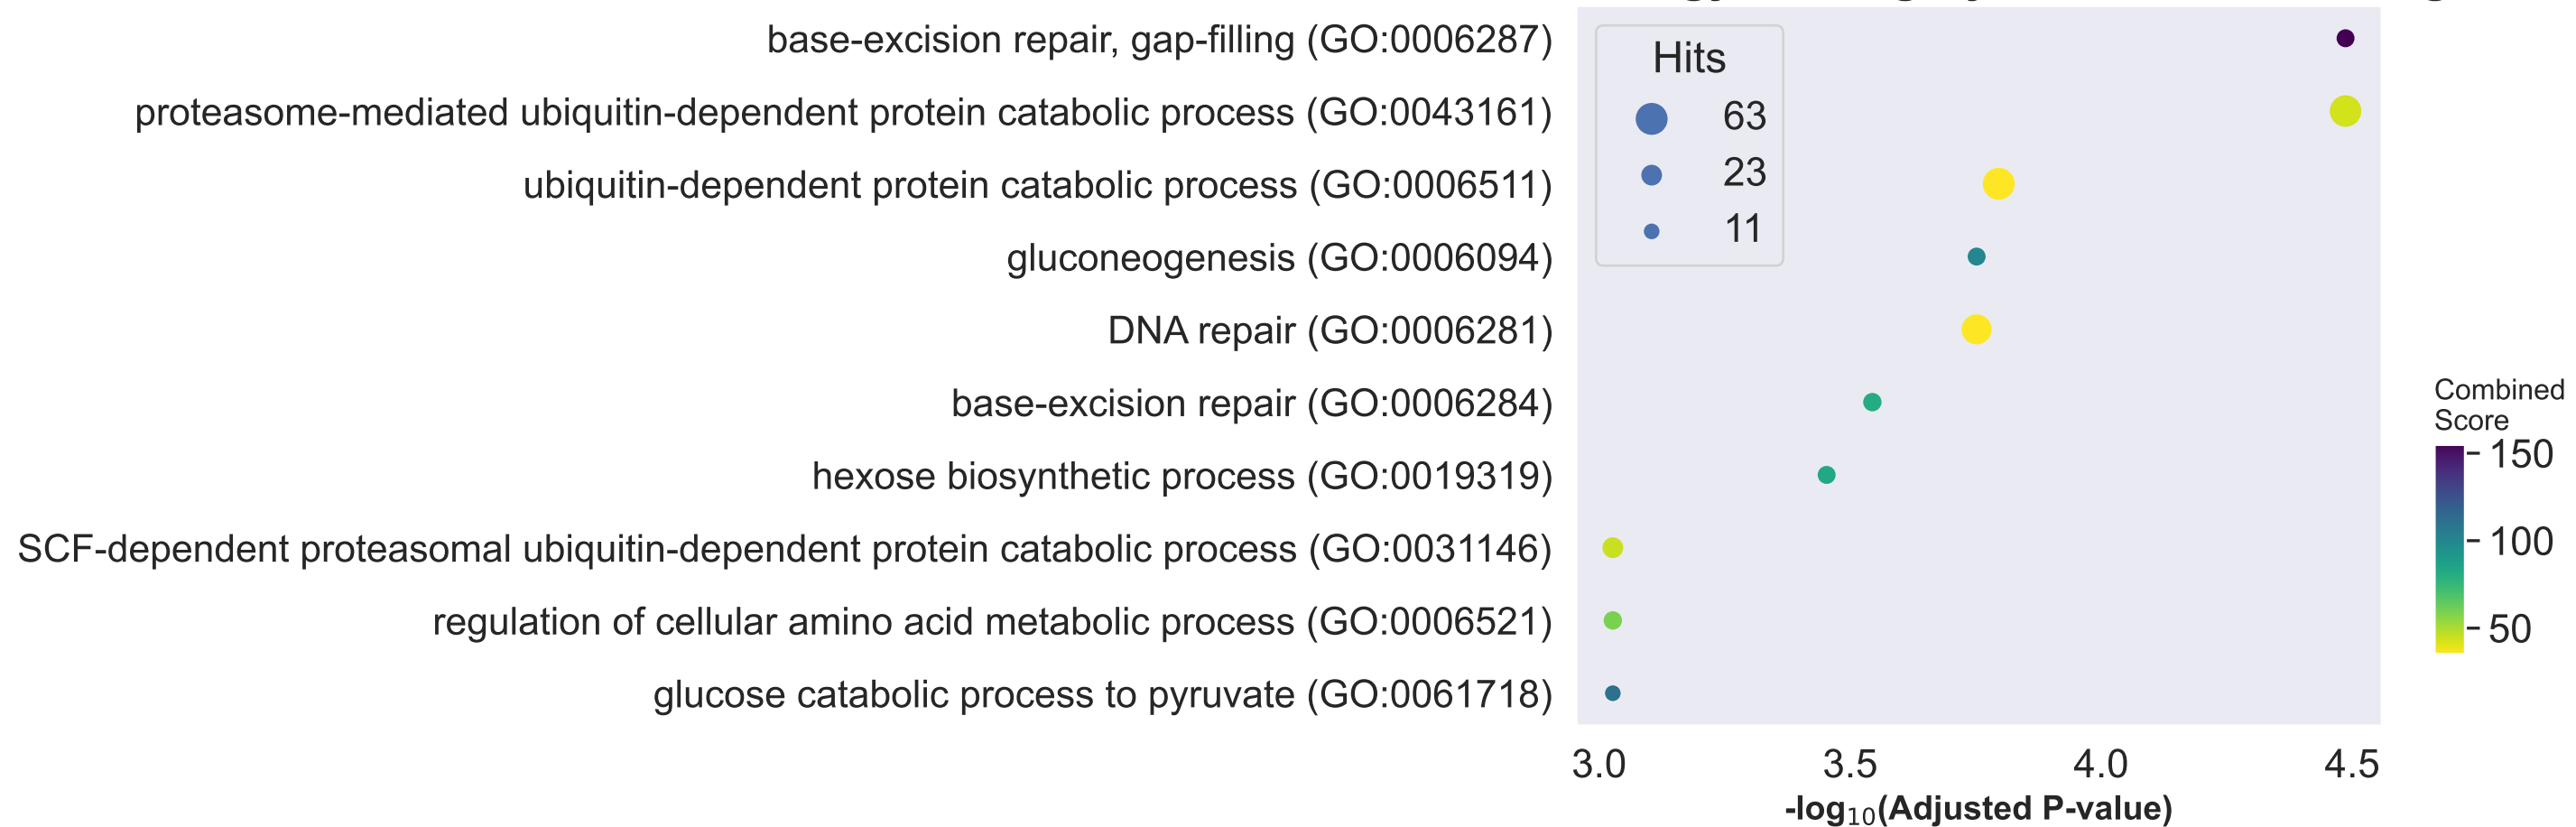 base-excision repair, gap-filling (GO:0006287)
proteasome-mediated ubiquitin-dependent protein catabolic process (GO:0043161)
ubiquitin-dependent protein catabolic process (GO:0006511)
gluconeogenesis (GO:0006094)
DNA repair (GO:0006281)
base-excision repair (GO:0006284)
hexose biosynthetic process (GO:0019319)
SCF-dependent proteasomal ubiquitin-dependent protein catabolic process (GO:0031146)
regulation of cellular amino acid metabolic process (GO:0006521)
glucose catabolic process to pyruvate (GO:0061718)
Hits
63
23
11
3.0 3.5 4.0 4.5
-log₁₀(Adjusted P-value)
Combined
Score
150
100
50